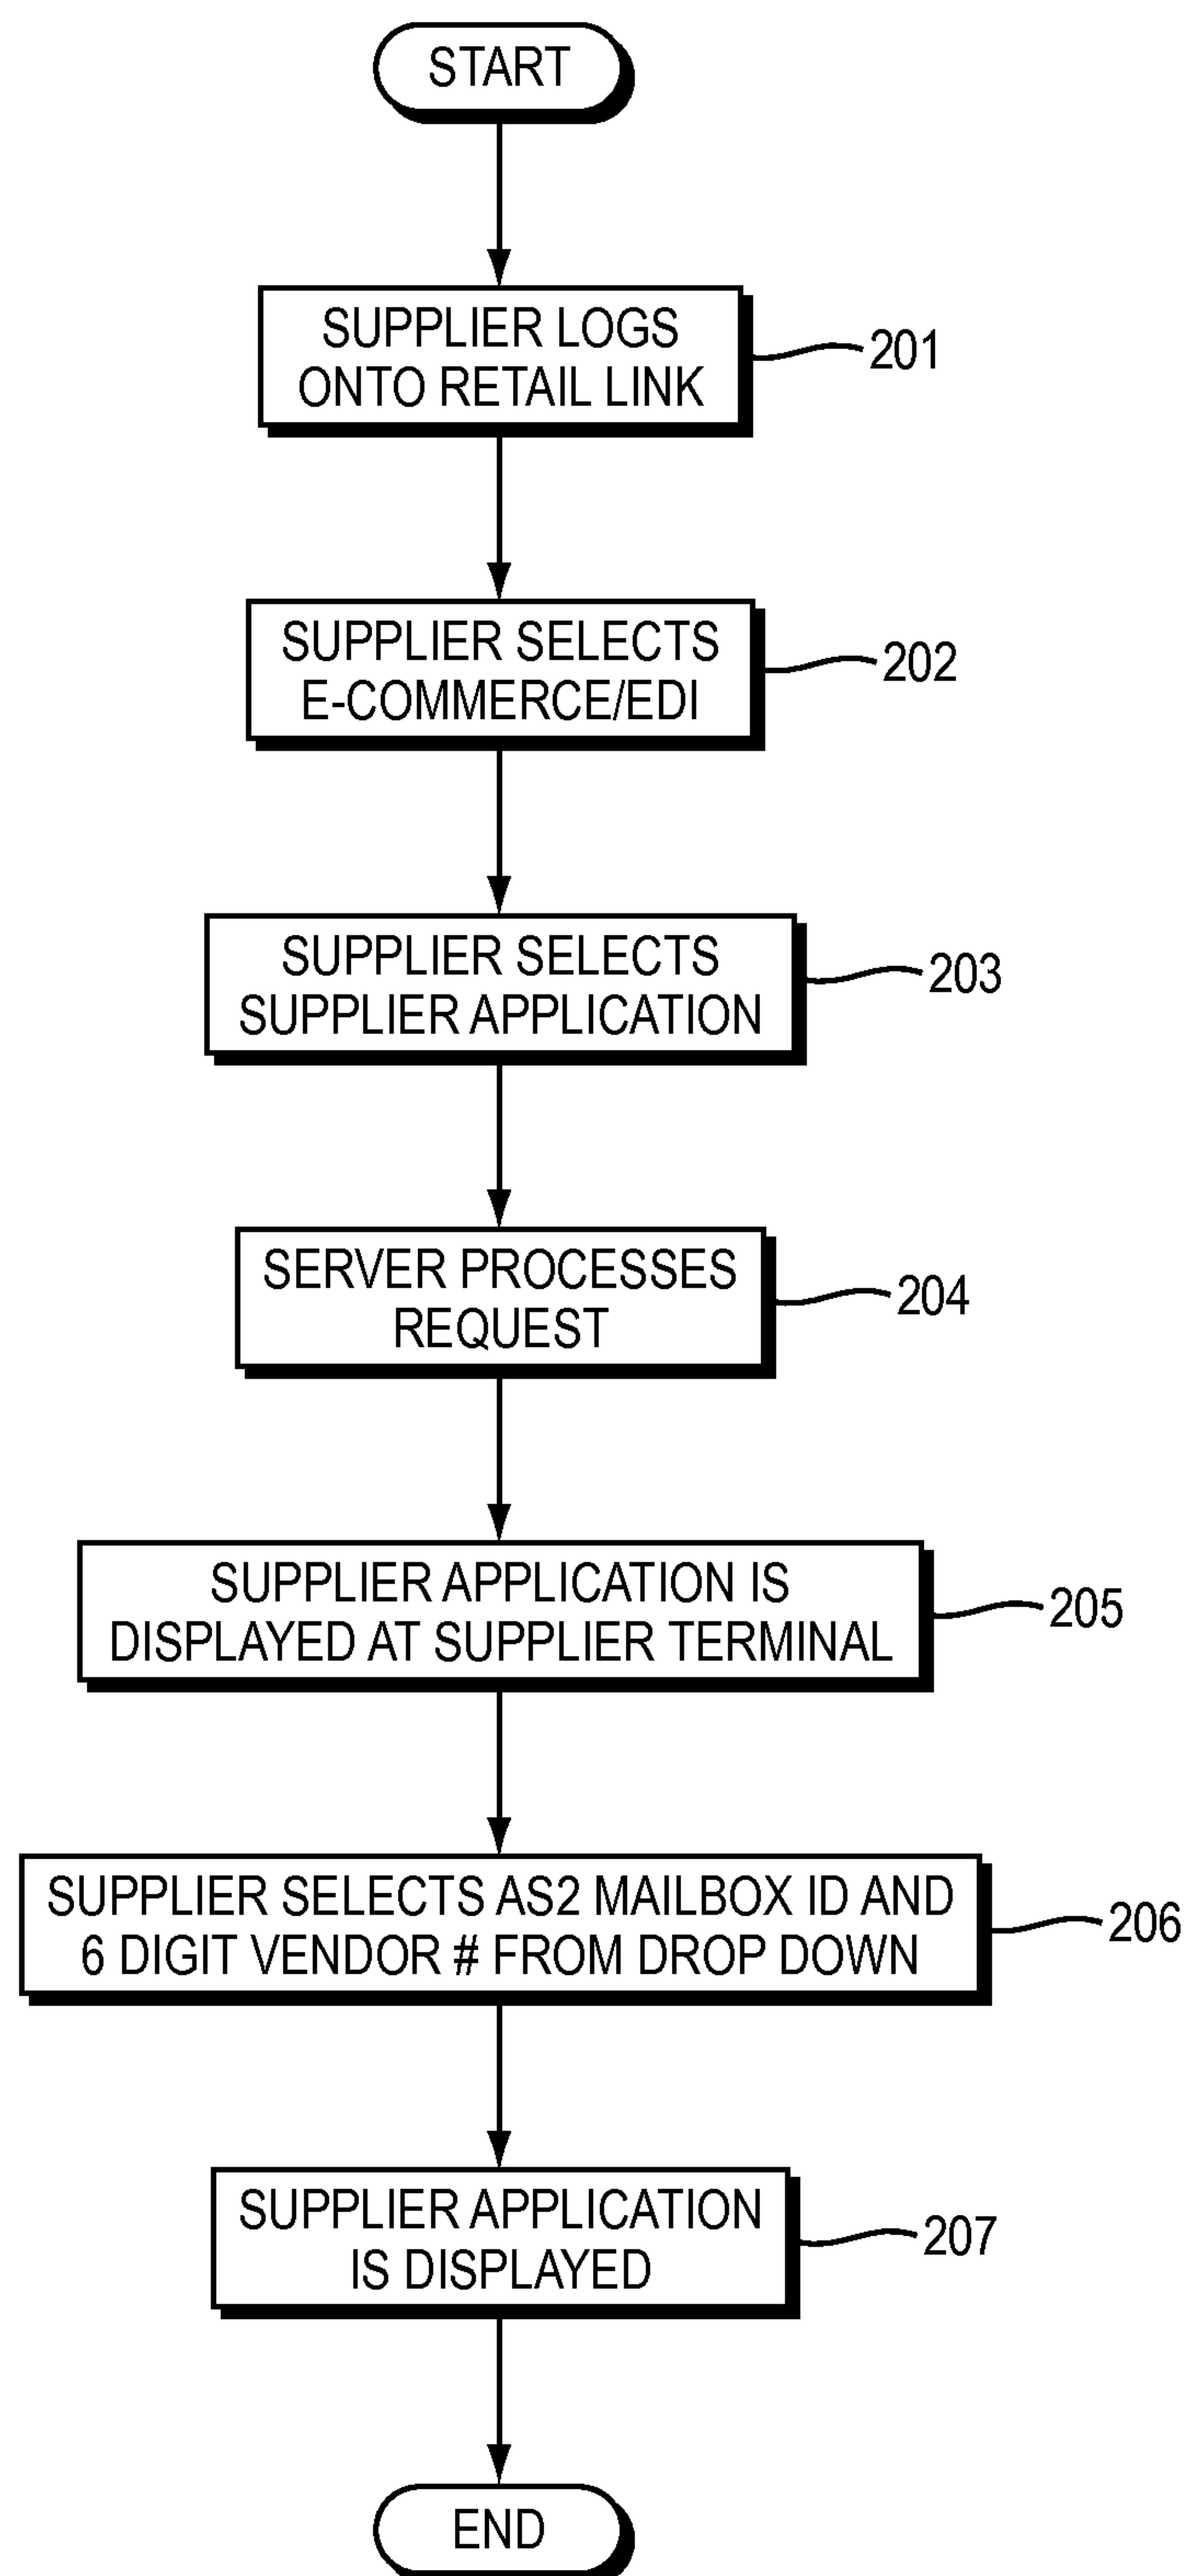 START
SUPPLIER LOGS
ONTO RETAIL LINK
201
SUPPLIER SELECTS
E-COMMERCE/EDI
202
SUPPLIER SELECTS
SUPPLIER APPLICATION
203
SERVER PROCESSES
REQUEST
204
SUPPLIER APPLICATION IS
DISPLAYED AT SUPPLIER TERMINAL
205
SUPPLIER SELECTS AS2 MAILBOX ID AND
6 DIGIT VENDOR # FROM DROP DOWN
206
SUPPLIER APPLICATION
IS DISPLAYED
207
END